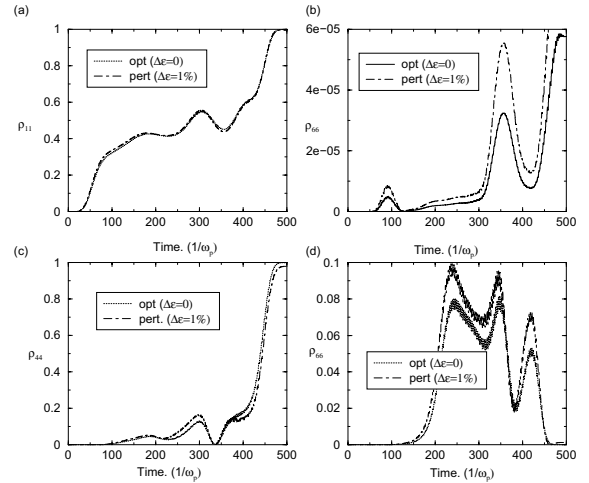 (a)
1
0.8
0.6
0.4
0.2
0
ρ11
opt (Δε=0)
pert (Δε=1%)
0 100 200 300 400 500
Time. (1/ωp)
(b)
6e−05
4e−05
2e−05
0
ρ66
opt (Δε=0)
pert (Δε=1%)
0 100 200 300 400 500
Time. (1/ωp)
(c)
1
0.8
0.6
0.4
0.2
0
ρ44
opt (Δε=0)
pert. (Δε=1%)
0 100 200 300 400 500
Time. (1/ωp)
(d)
0.1
0.08
0.06
0.04
0.02
0
ρ66
opt (Δε=0)
pert (Δε=1%)
0 100 200 300 400 500
Time. (1/ωp)